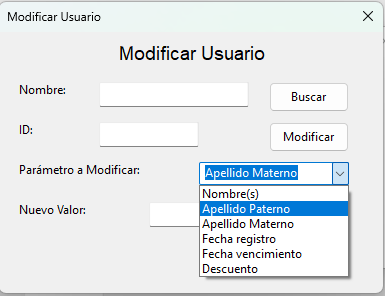 Modificar Usuario
Modificar Usuario
Nombre:
Buscar
ID:
Modificar
Parámetro a Modificar:
Apellido Materno
Nombre(s)
Apellido Paterno
Apellido Materno
Fecha registro
Fecha vencimiento
Descuento
Nuevo Valor: